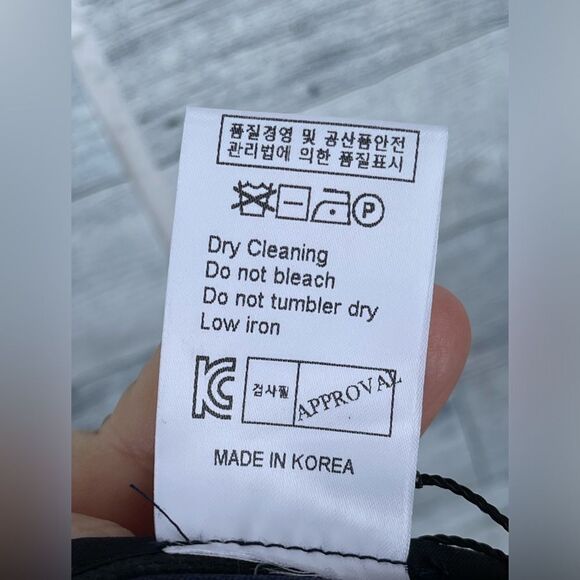 품질경영 및 공산품안전
관리법에 의한 품질표시
P
Dry Cleaning
Do not bleach
Do not tumbler dry
Low iron
KC 검사필 APPROVAL
MADE IN KOREA